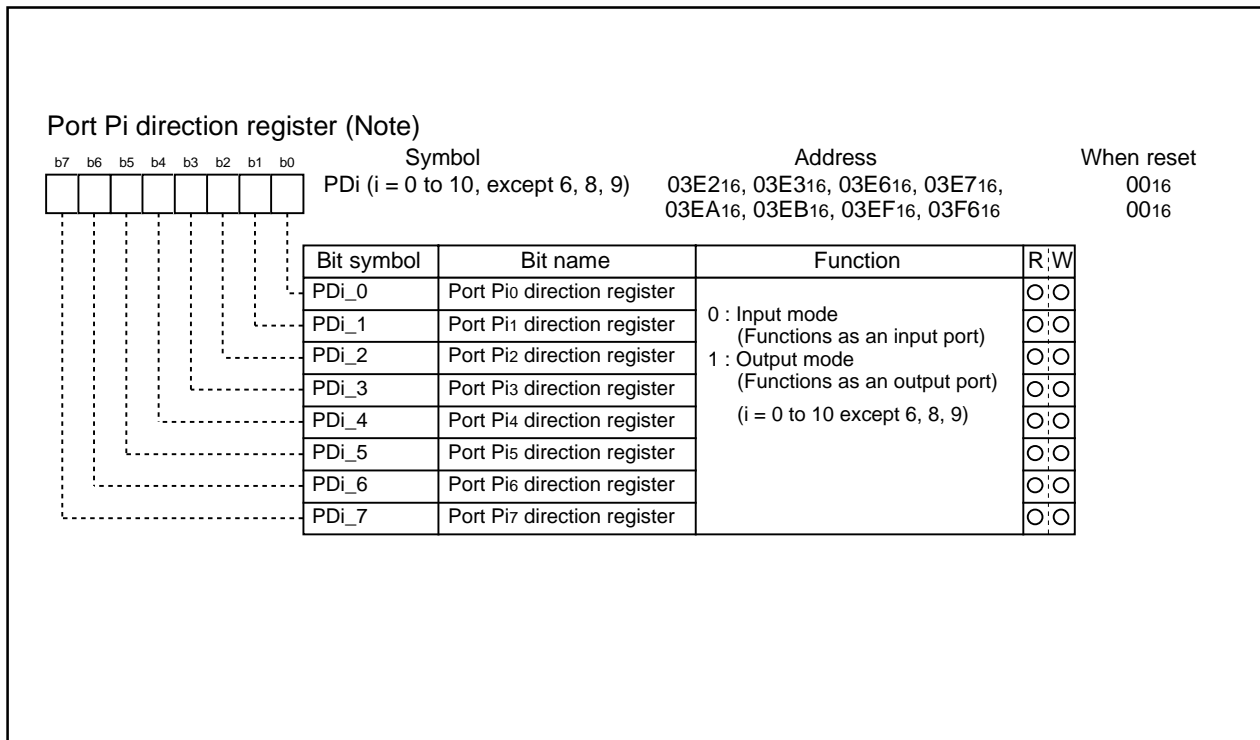 Port Pi direction register (Note)
b7 b6 b5 b4 b3 b2 b1 b0
Symbol Address When reset
PDi (i = 0 to 10, except 6, 8, 9) 03E216, 03E316, 03E616, 03E716, 0016
03EA16, 03EB16, 03EF16, 03F616 0016
Bit symbol Bit name Function R W
PDi_0 Port Pi0 direction register
PDi_1 Port Pi1 direction register
PDi_2 Port Pi2 direction register
PDi_3 Port Pi3 direction register
PDi_4 Port Pi4 direction register
PDi_5 Port Pi5 direction register
PDi_6 Port Pi6 direction register
PDi_7 Port Pi7 direction register
0 : Input mode
(Functions as an input port)
1 : Output mode
(Functions as an output port)
(i = 0 to 10 except 6, 8, 9)